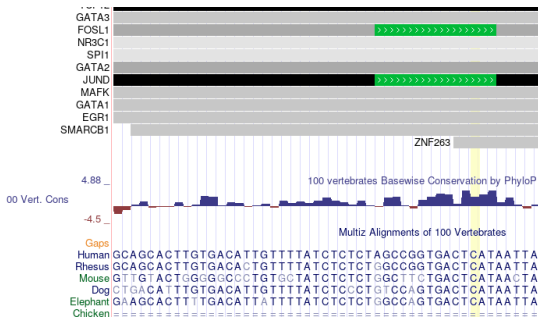 GATA3
FOSL1
NR3C1
SPI1
GATA2
JUND
MAFK
GATA1
EGR1
SMARCB1
ZNF263
4.88 _
100 vertebrates Basewise Conservation by PhyloP
00 Vert. Cons
-4.5 _
Multiz Alignments of 100 Vertebrates
Gaps
Human GCAGCACTTGTGACATTGTTTTATCTCTCTAGCCGGTGACTCATAATTA
Rhesus GCAGCACTTGTGACACTGTTTTATCTCTCTGGCCGGTGACTCATAATTA
Mouse GTTGTACTGGGGGCCCTGTGCTATCTCTCTGGCTTCTGACTCATAACTA
Dog CTGACATTTGTGACATTGTTTTATCTCCCTGTCCAGTGACTCATAATTA
Elephant GAAGCACTTTTGACATTATTTTATCTCTCTGGCCAGTGACTCATAATTA
Chicken